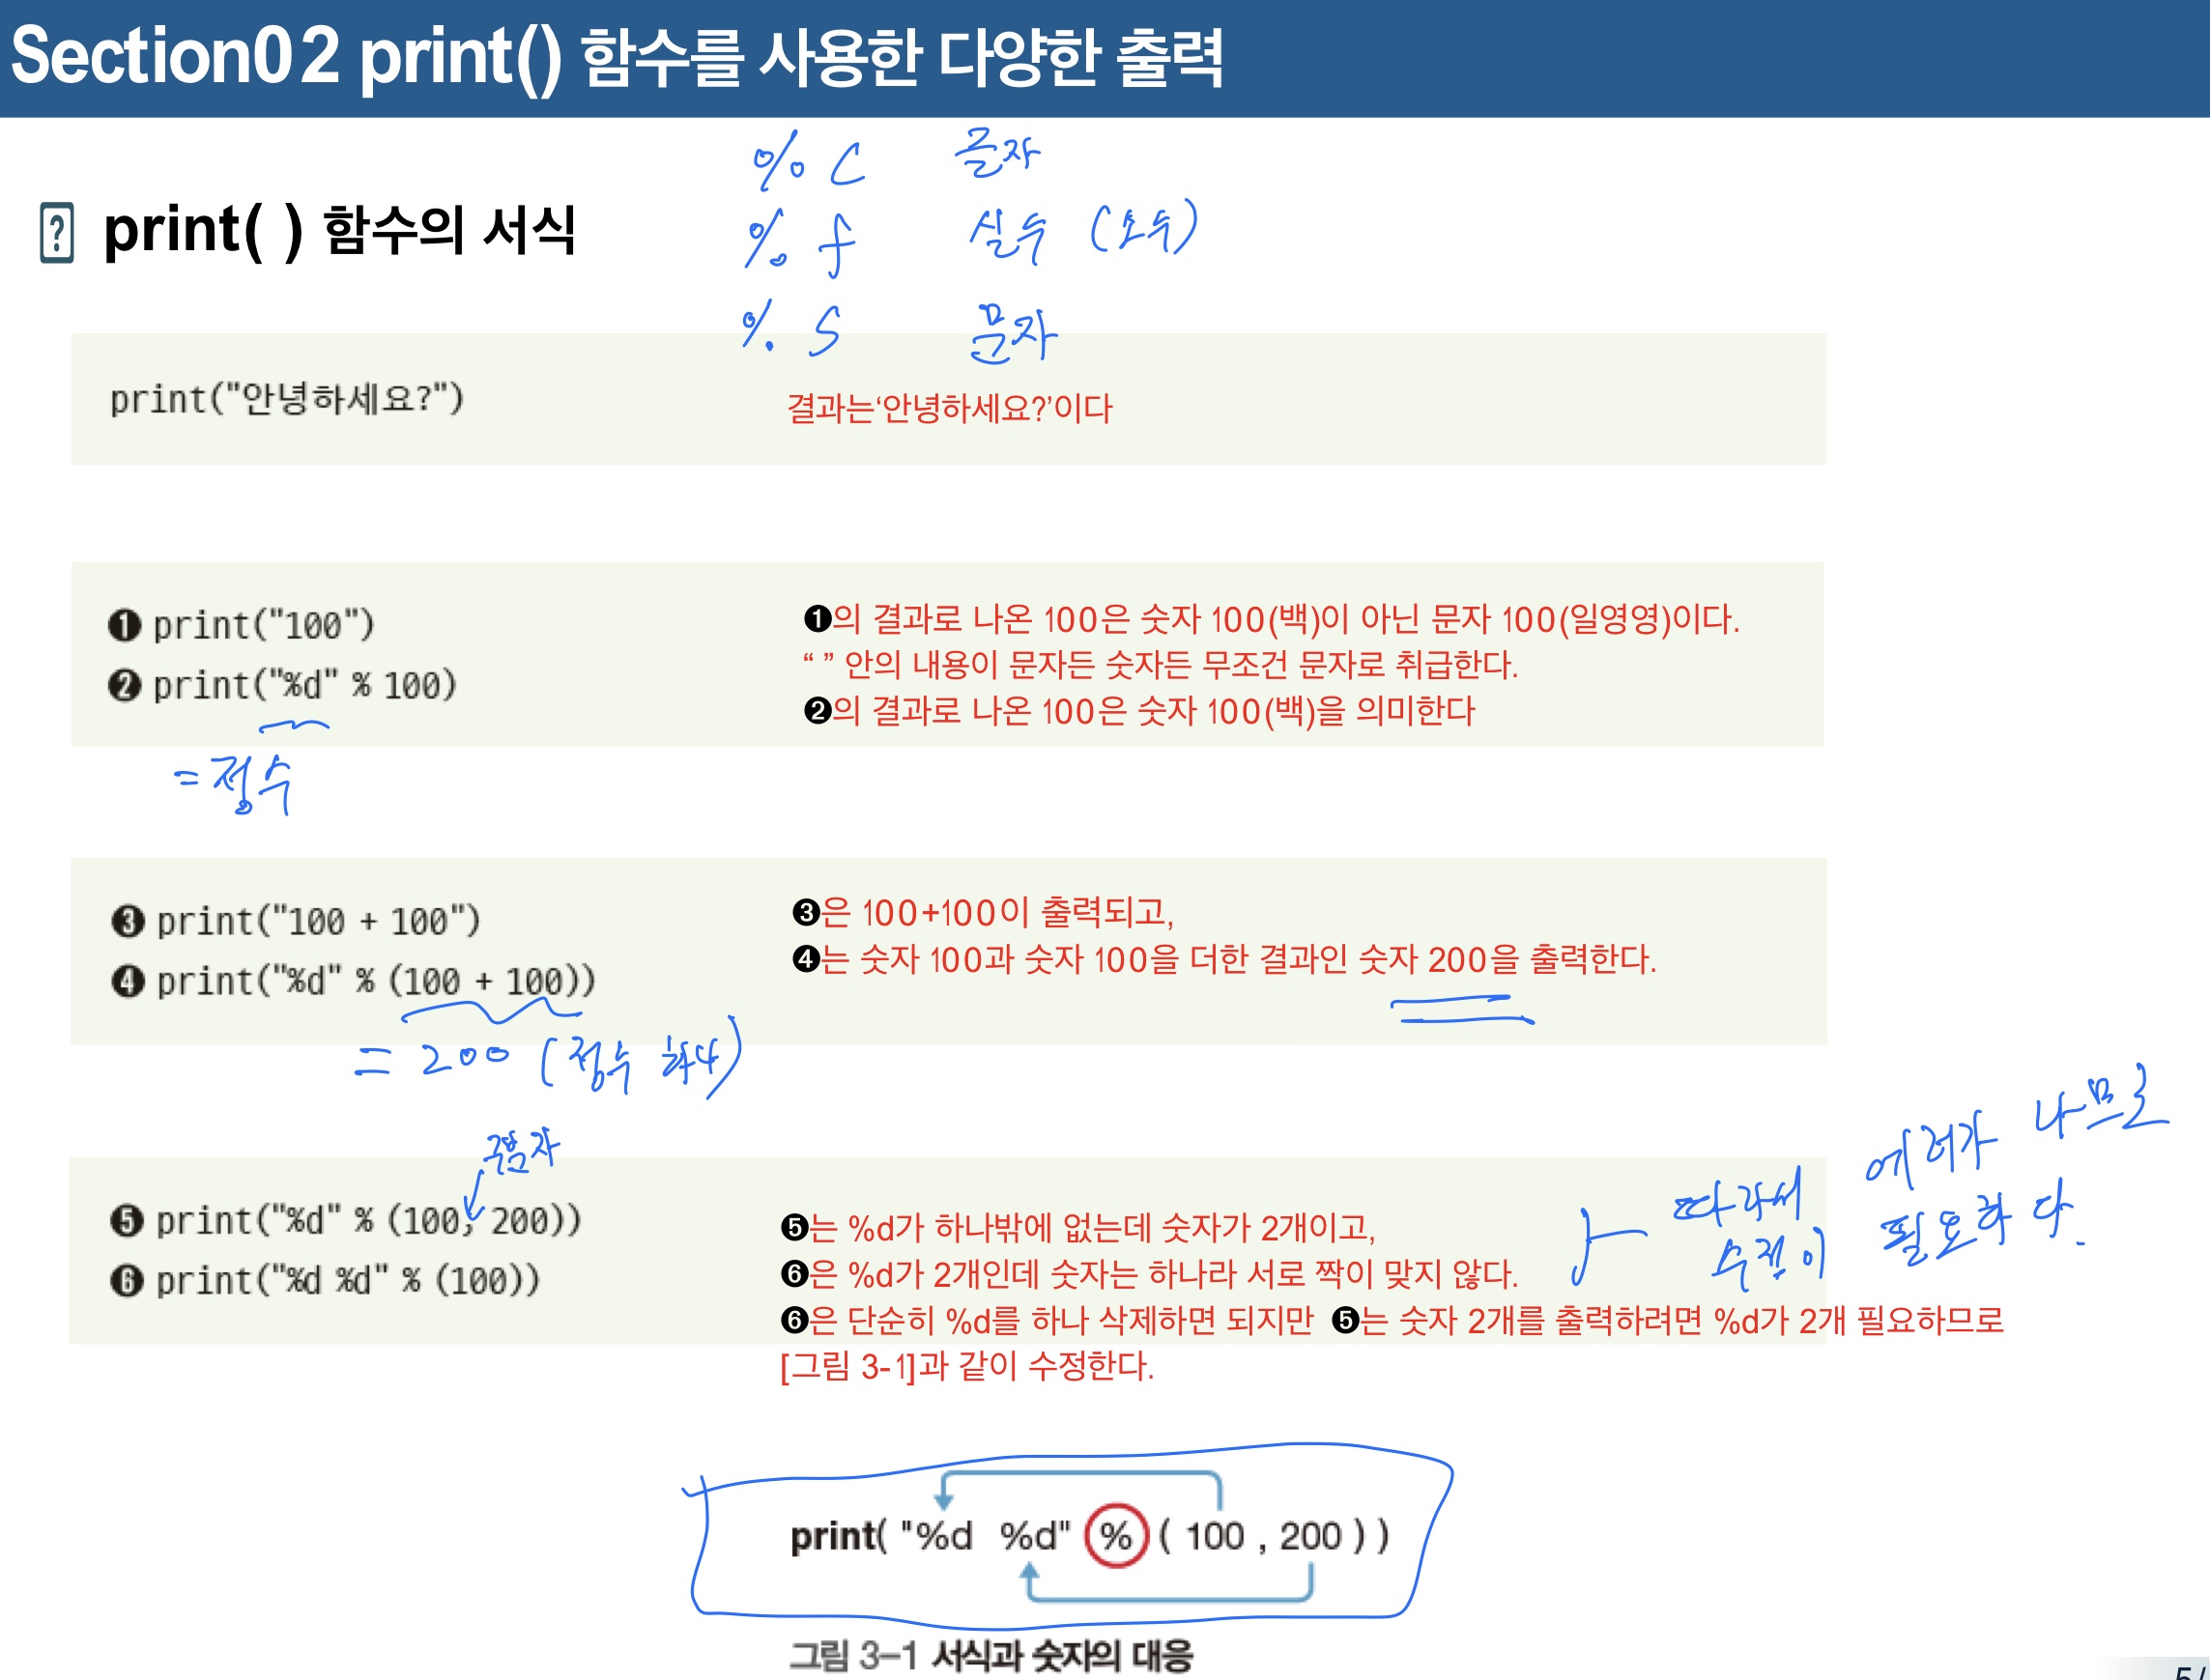 Section02 print() 함수를 사용한 다양한 출력
% C 글자
print( ) 함수의 서식
% f 실수 (소수)
% S 문자
print("안녕하세요?")
결과는‘안녕하세요?’이다
❶ print("100")
❷ print("%d" % 100)
= 정수
❶의 결과로 나온 100은 숫자 100(백)이 아닌 문자 100(일영영)이다.
“ ” 안의 내용이 문자든 숫자든 무조건 문자로 취급한다.
❷의 결과로 나온 100은 숫자 100(백)을 의미한다
❸ print("100 + 100")
❹ print("%d" % (100 + 100))
= 200 (정수 하나)
❸은 100+100이 출력되고,
❹는 숫자 100과 숫자 100을 더한 결과인 숫자 200을 출력한다.
❺ print("%d" % (100, 200))
❻ print("%d %d" % (100))
❺는 %d가 하나밖에 없는데 숫자가 2개이고,
❻은 %d가 2개인데 숫자는 하나라 서로 짝이 맞지 않다.
❻은 단순히 %d를 하나 삭제하면 되지만 ❺는 숫자 2개를 출력하려면 %d가 2개 필요하므로
[그림 3-1]과 같이 수정한다.
따라서 에러가 나므로
수정이 필요하다.
print( "%d %d" % ( 100 , 200 ) )
그림 3-1 서식과 숫자의 대응